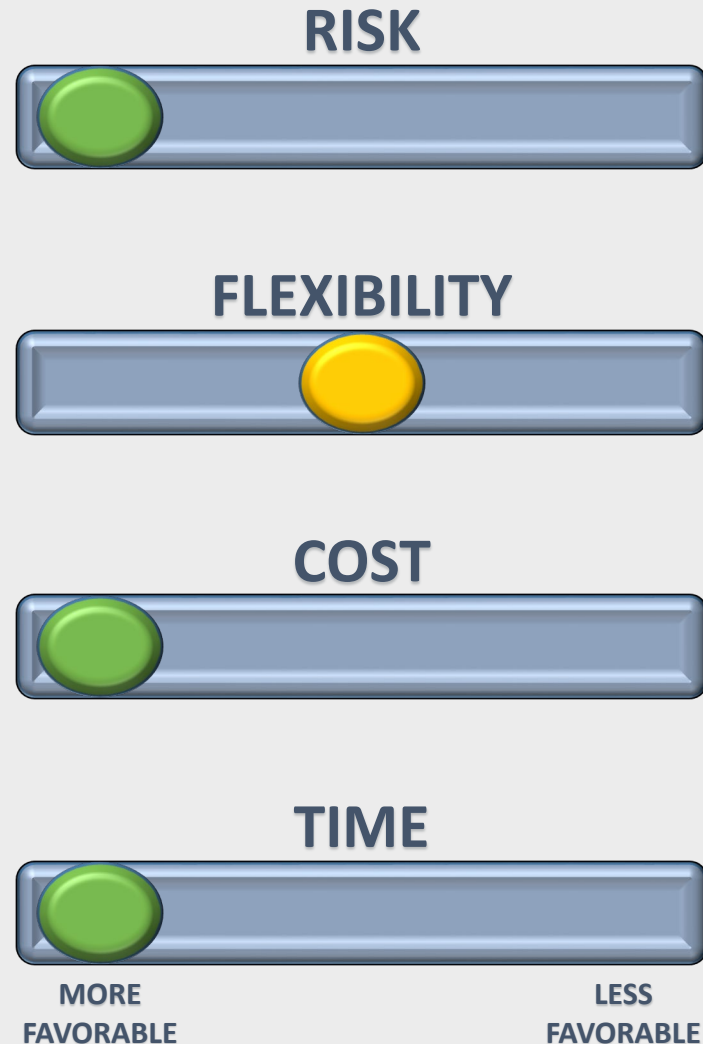 RISK
FLEXIBILITY
COST
TIME
MORE
FAVORABLE
LESS
FAVORABLE